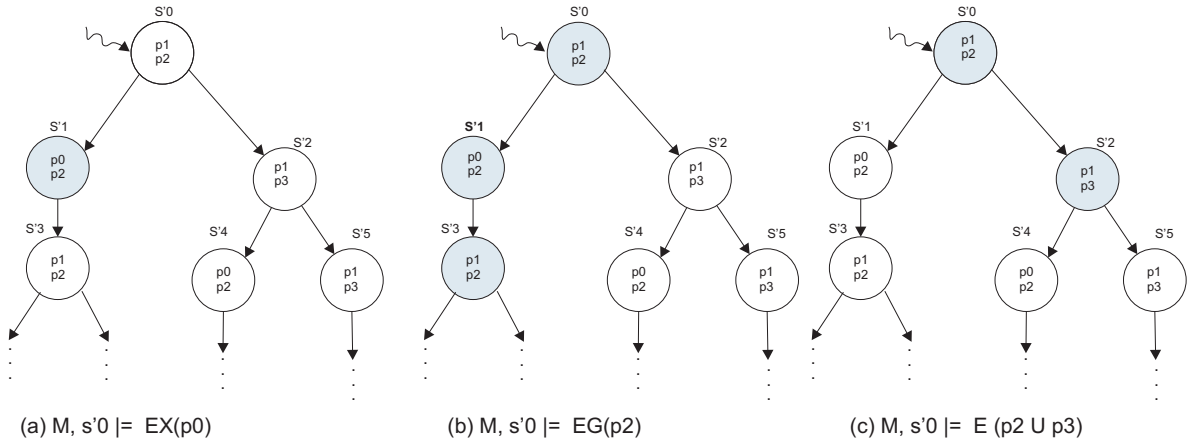 S'0
p1
p2
S'1
p0
p2
S'2
p1
p3
S'3
p1
p2
S'4
p0
p2
S'5
p1
p3
(a) M, s'0 |= EX(p0)
S'0
p1
p2
S'1
p0
p2
S'2
p1
p3
S'3
p1
p2
S'4
p0
p2
S'5
p1
p3
(b) M, s'0 |= EG(p2)
S'0
p1
p2
S'1
p0
p2
S'2
p1
p3
S'3
p1
p2
S'4
p0
p2
S'5
p1
p3
(c) M, s'0 |= E (p2 U p3)